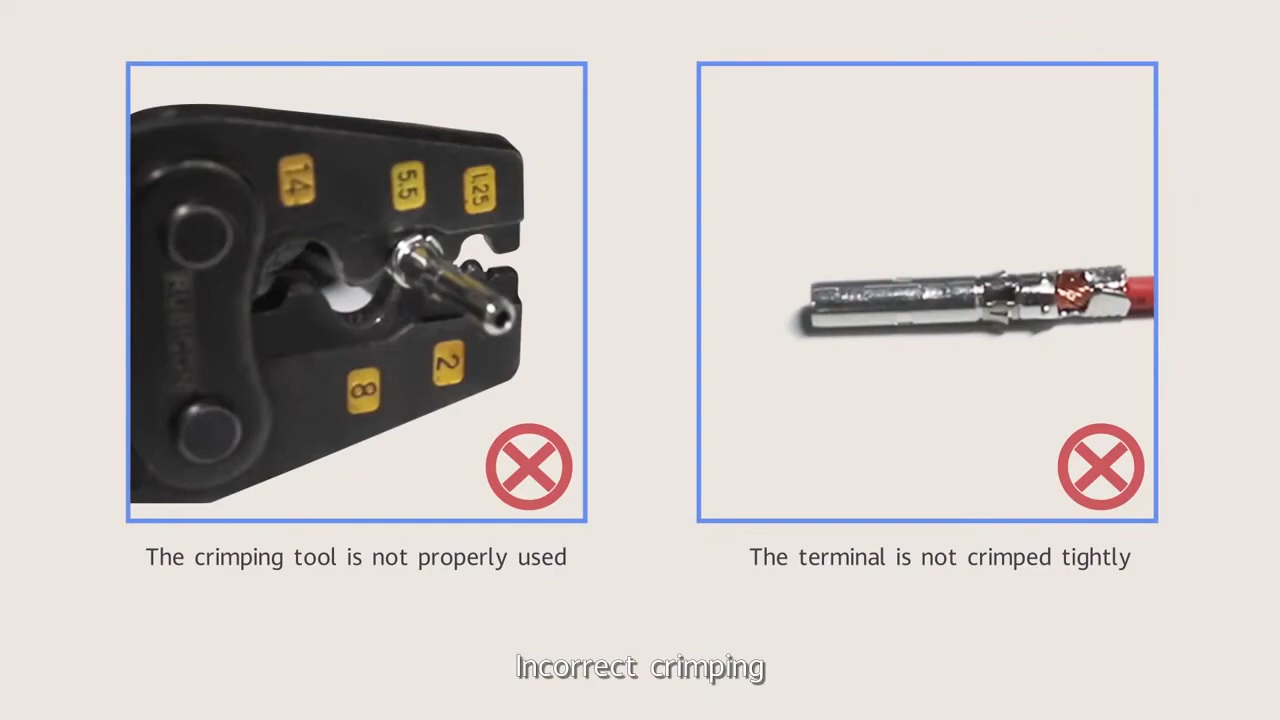 14
5.5
1.25
8
2
The crimping tool is not properly used
The terminal is not crimped tightly
Incorrect crimping